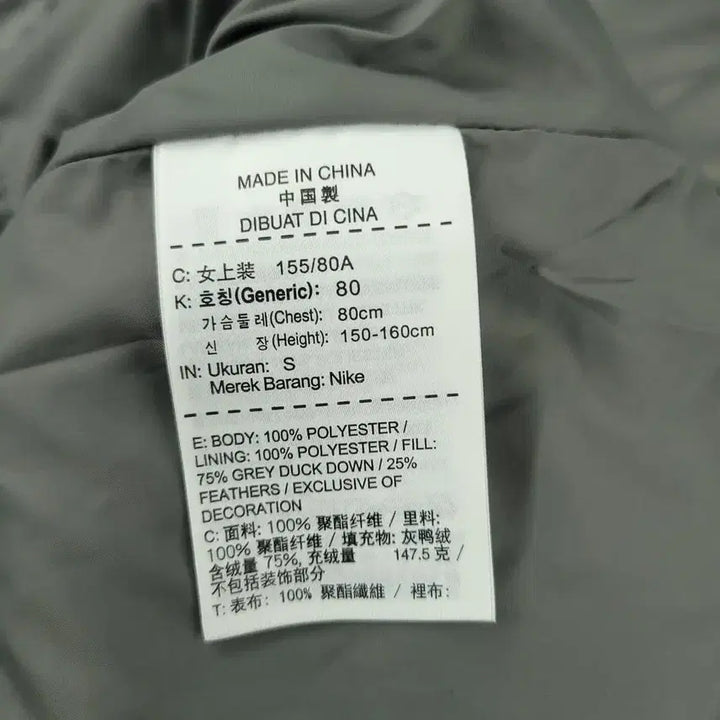 MADE IN CHINA
中国製
DIBUAT DI CINA
C: 女上装 155/80A
K: 호칭(Generic): 80
가슴둘레(Chest): 80cm
신 장(Height): 150-160cm
IN: Ukuran: S
Merek Barang: Nike
E: BODY: 100% POLYESTER /
LINING: 100% POLYESTER / FILL:
75% GREY DUCK DOWN / 25%
FEATHERS / EXCLUSIVE OF
DECORATION
C: 面料: 100% 聚酯纤维 / 里料:
100% 聚酯纤维 / 填充物: 灰鸭绒
含绒量 75%, 充绒量 147.5 克 /
不包括装饰部分
T: 表布: 100% 聚酯纖維 / 裡布: